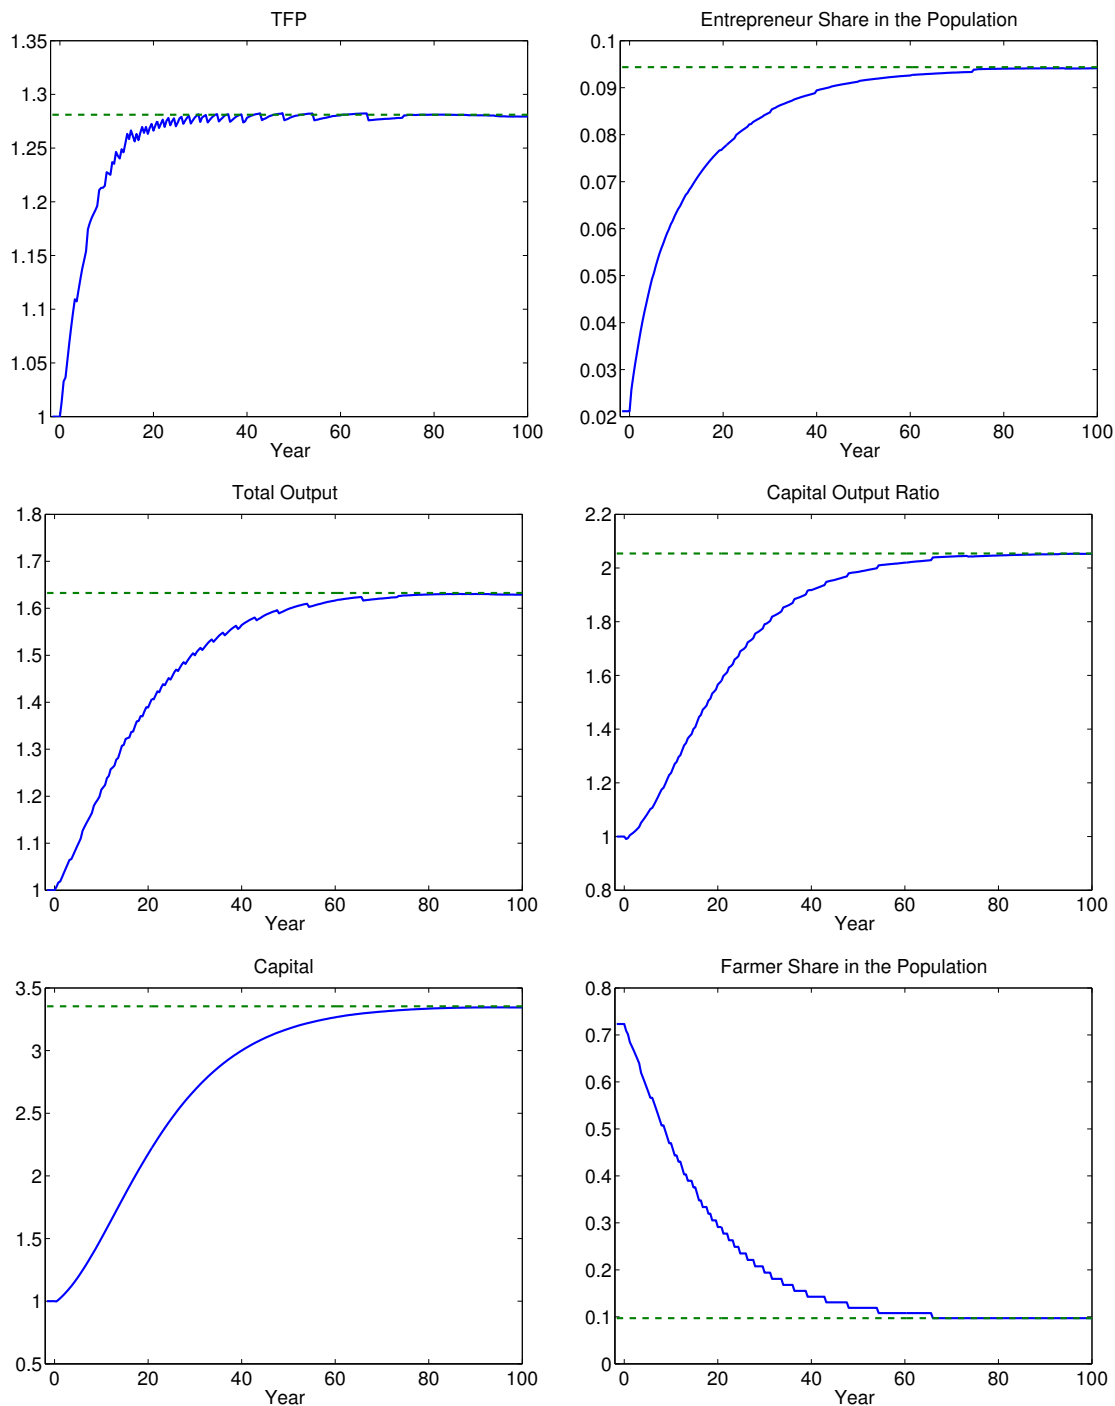 TFP
1.35
1.3
1.25
1.2
1.15
1.1
1.05
1
0 20 40 60 80 100
Year
Entrepreneur Share in the Population
0.1
0.09
0.08
0.07
0.06
0.05
0.04
0.03
0.02
0 20 40 60 80 100
Year
Total Output
1.8
1.7
1.6
1.5
1.4
1.3
1.2
1.1
1
0 20 40 60 80 100
Year
Capital Output Ratio
2.2
2
1.8
1.6
1.4
1.2
1
0.8
0 20 40 60 80 100
Year
Capital
3.5
3
2.5
2
1.5
1
0.5
0 20 40 60 80 100
Year
Farmer Share in the Population
0.8
0.7
0.6
0.5
0.4
0.3
0.2
0.1
0
0 20 40 60 80 100
Year